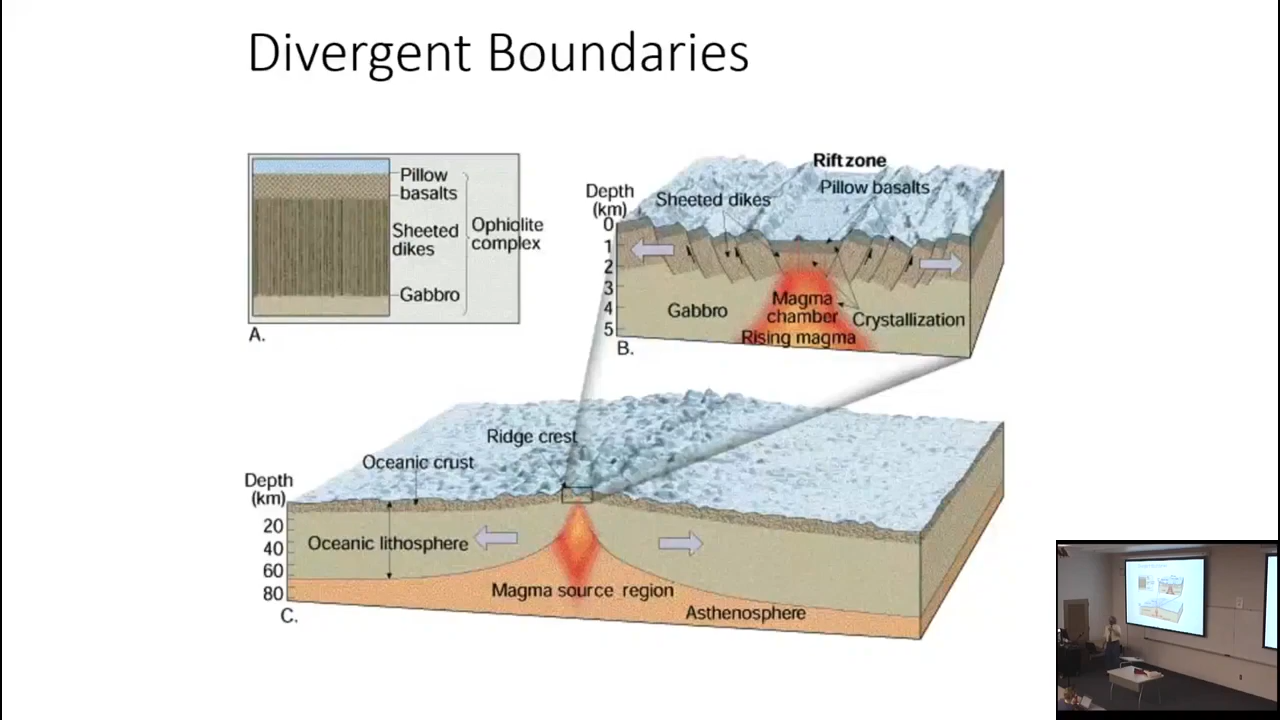 Divergent Boundaries
Pillow
basalts
Sheeted
dikes
Gabbro
Ophiolite
complex
A.
Rift zone
Pillow basalts
Sheeted dikes
Depth
(km)
0
1
2
3
4
5
Gabbro
Magma
chamber
Rising magma
Crystallization
B.
Ridge crest
Oceanic crust
Depth
(km)
20
40
60
80
Oceanic lithosphere
Magma source region
Asthenosphere
C.